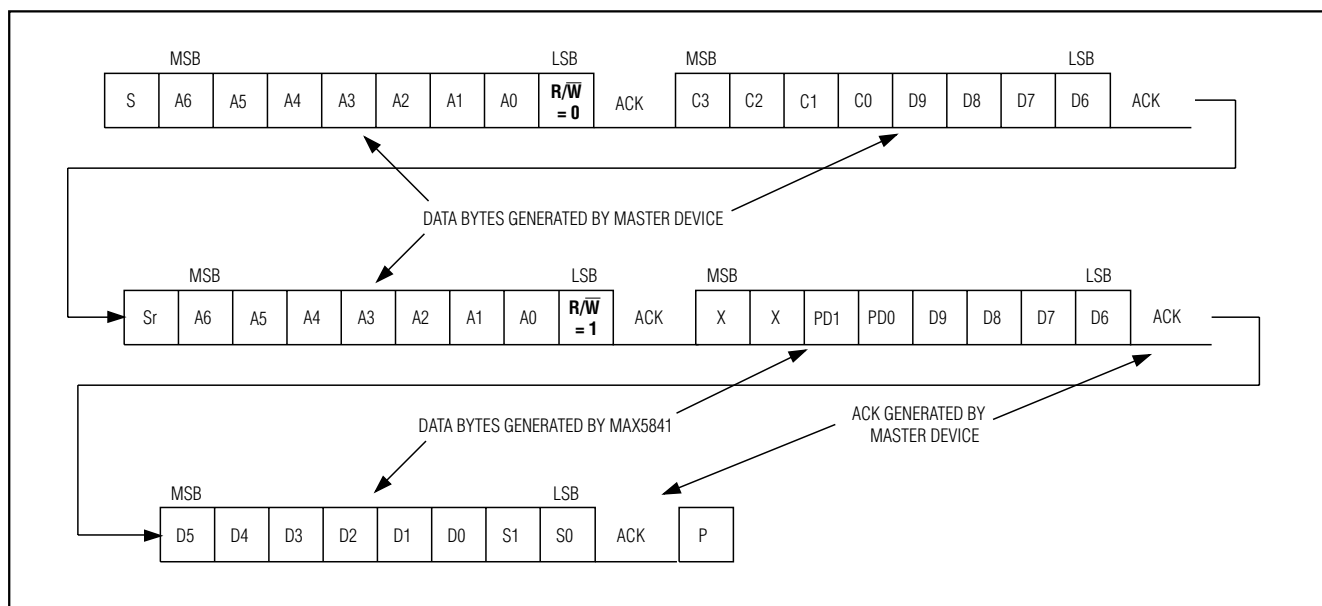 MSB LSB MSB LSB
S A6 A5 A4 A3 A2 A1 A0 R/W̅ = 0 ACK C3 C2 C1 C0 D9 D8 D7 D6 ACK
DATA BYTES GENERATED BY MASTER DEVICE
MSB LSB MSB LSB
Sr A6 A5 A4 A3 A2 A1 A0 R/W̅ = 1 ACK X X PD1 PD0 D9 D8 D7 D6 ACK
DATA BYTES GENERATED BY MAX5841
ACK GENERATED BY
MASTER DEVICE
MSB LSB
D5 D4 D3 D2 D1 D0 S1 S0 ACK P